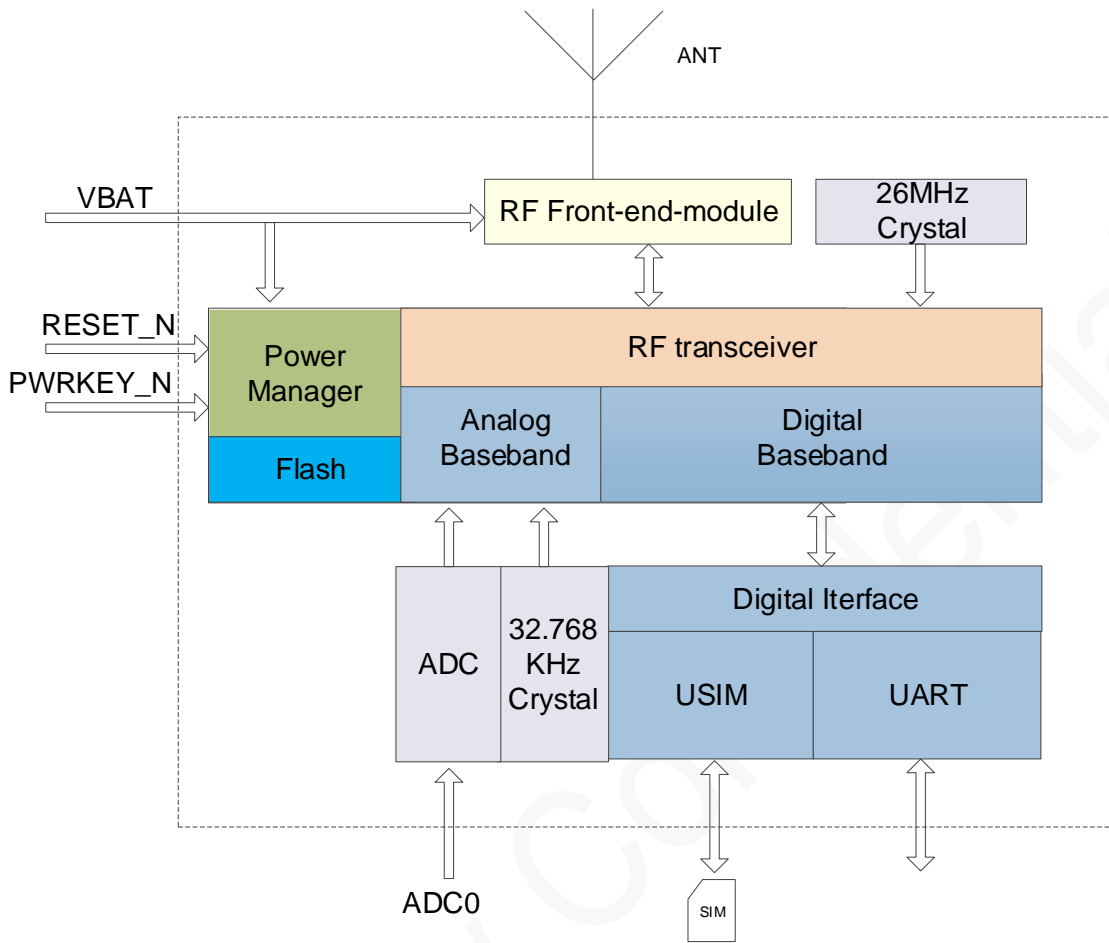 ANT
VBAT
RF Front-end-module
26MHz
Crystal
RESET_N
PWRKEY_N
Power
Manager
RF transceiver
Flash
Analog
Baseband
Digital
Baseband
ADC
32.768
KHz
Crystal
Digital Iterface
USIM
UART
ADC0
SIM